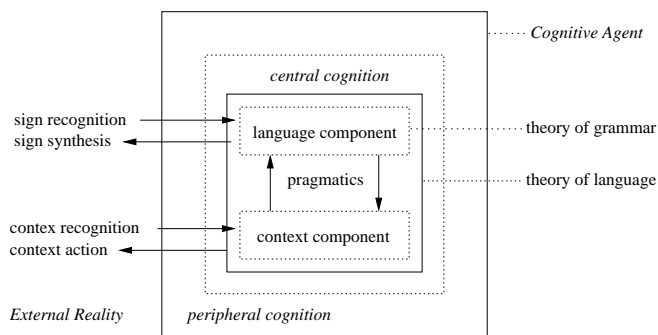 Cognitive Agent
central cognition
sign recognition
sign synthesis
language component
theory of grammar
pragmatics
theory of language
contex recognition
context action
context component
External Reality
peripheral cognition